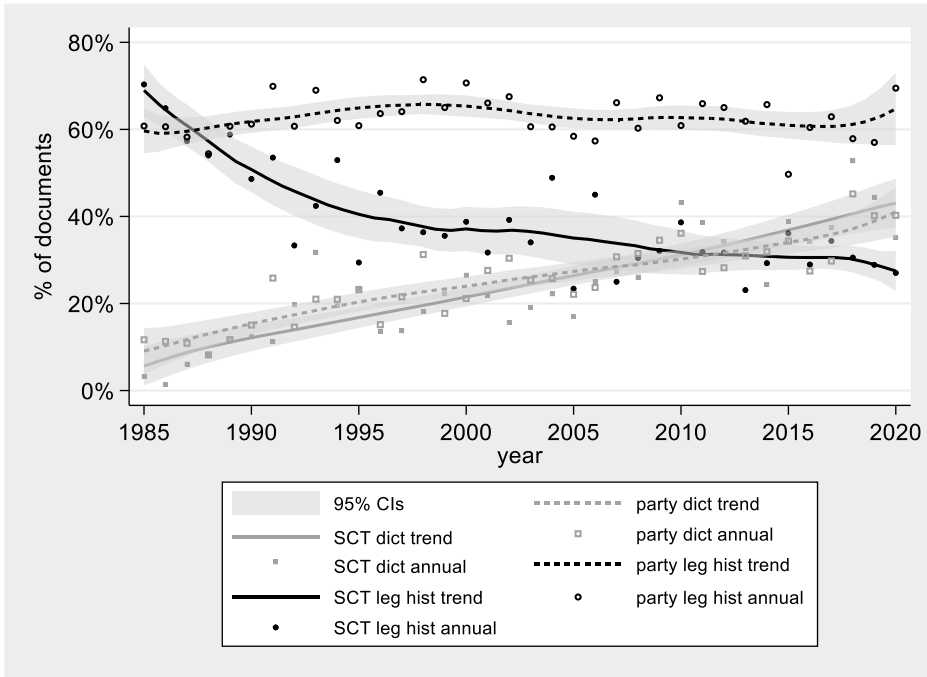 80%
60%
40%
20%
0%
% of documents
1985 1990 1995 2000 2005 2010 2015 2020
year
95% CIs
SCT dict trend
SCT dict annual
SCT leg hist trend
SCT leg hist annual
party dict trend
party dict annual
party leg hist trend
party leg hist annual